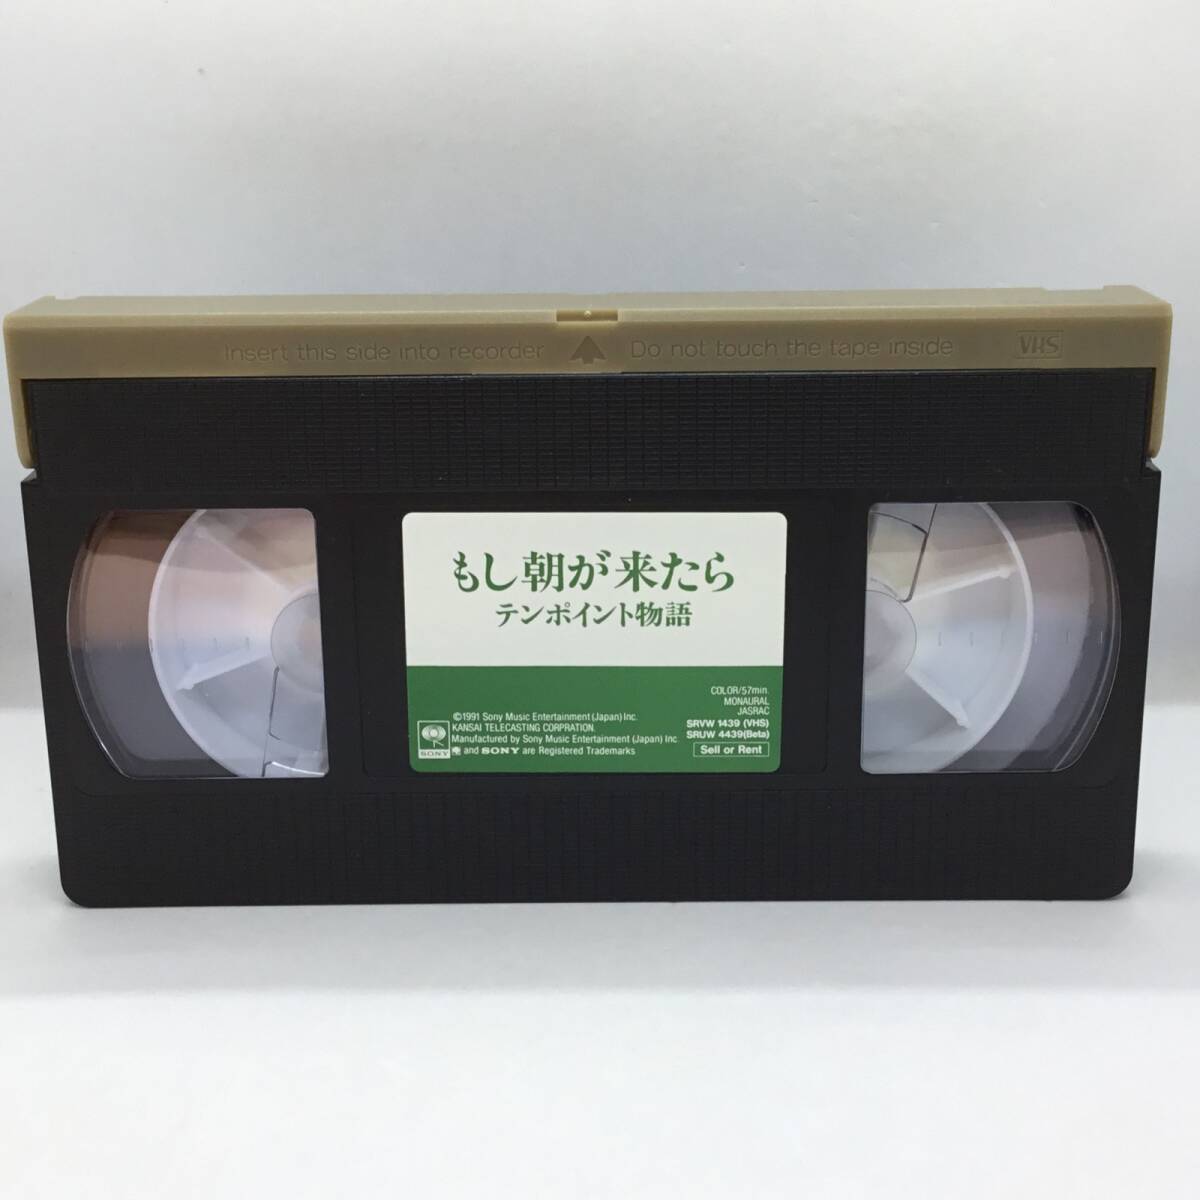 Insert this side into recorder Do not touch the tape inside VHS
もし朝が来たら
テンポイント物語
COLOR/57min.
MONAURAL
JASRAC
SRVW 1439 (VHS)
SRUW 4439(Beta)
Sell or Rent
©1991 Sony Music Entertainment (Japan) Inc.
KANSAI TELECASTING CORPRATION.
Manufactured by Sony Music Entertainment (Japan) Inc.
and SONY are Registered Trademarks
SONY